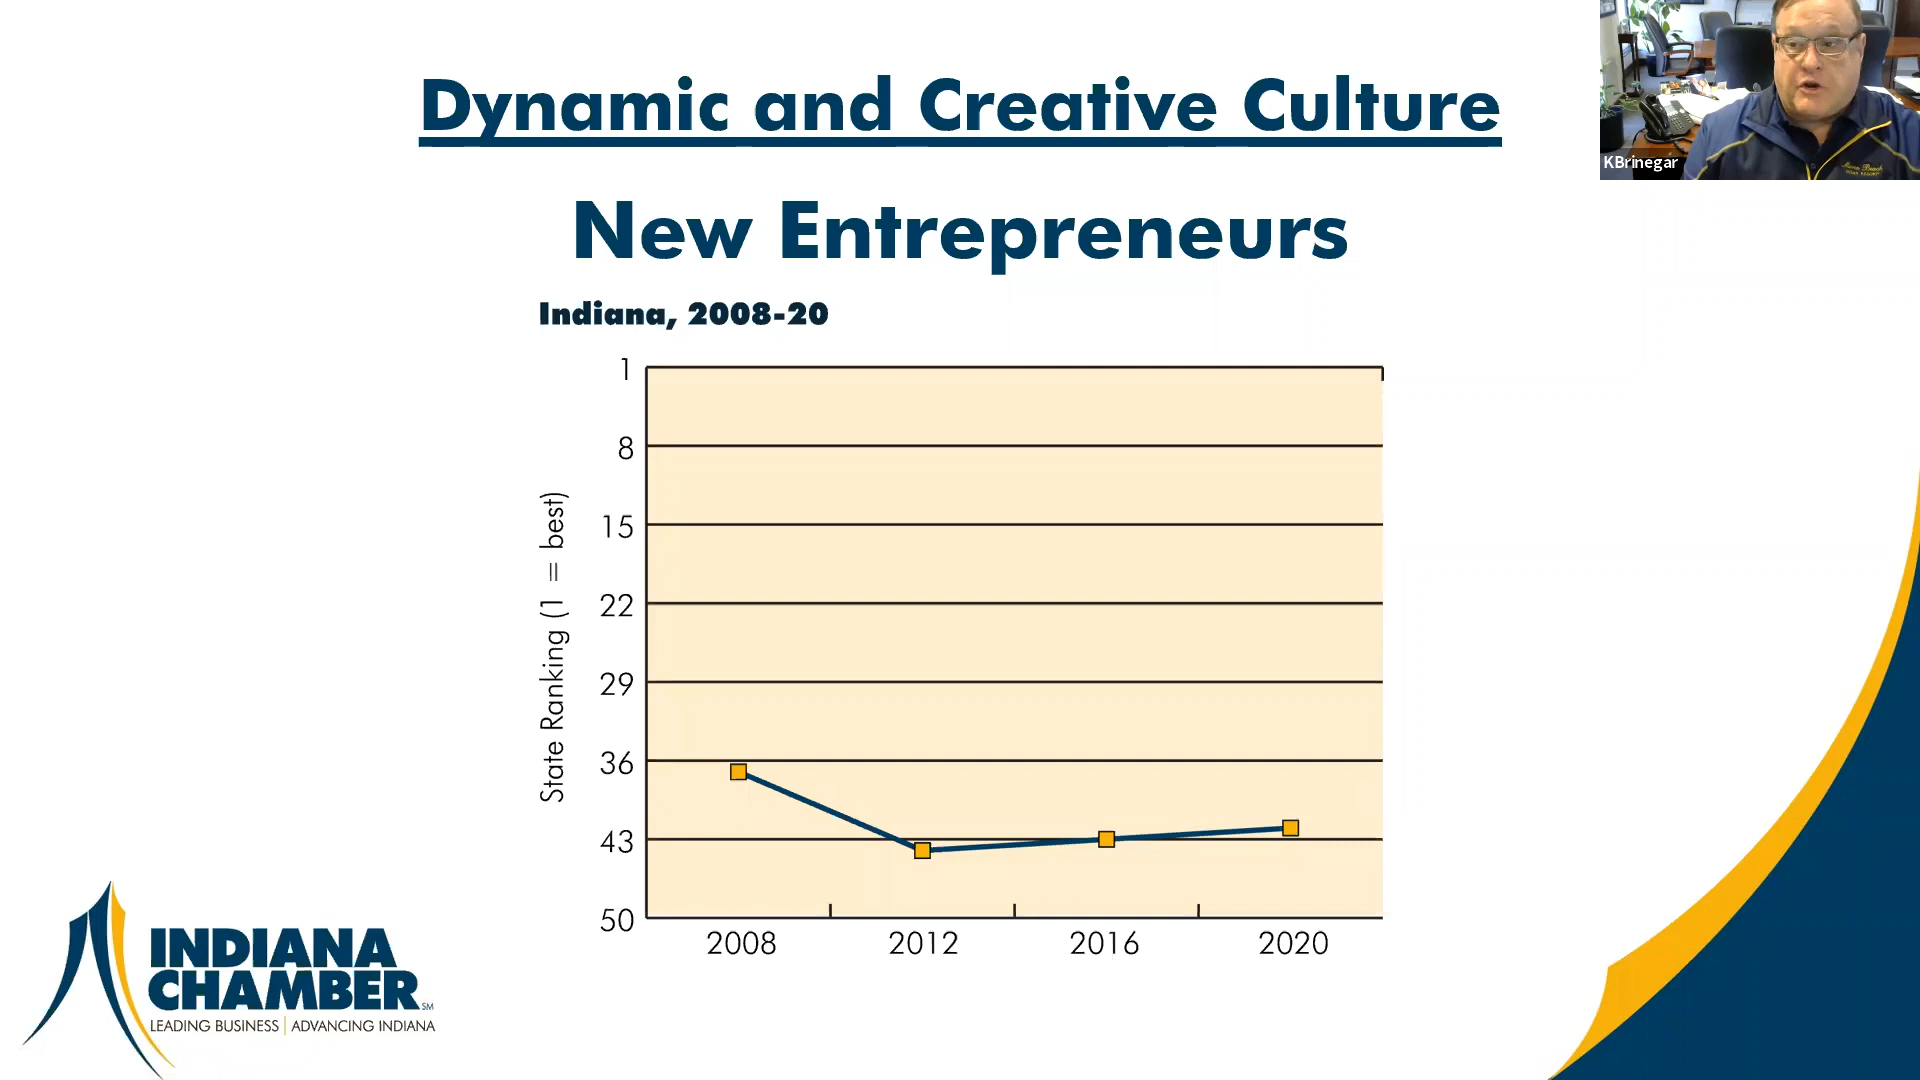 Dynamic and Creative Culture
New Entrepreneurs
KBrinegar
Indiana, 2008-20
State Ranking (1 = best)
1
8
15
22
29
36
43
50
2008 2012 2016 2020
INDIANA
CHAMBER SM
LEADING BUSINESS | ADVANCING INDIANA